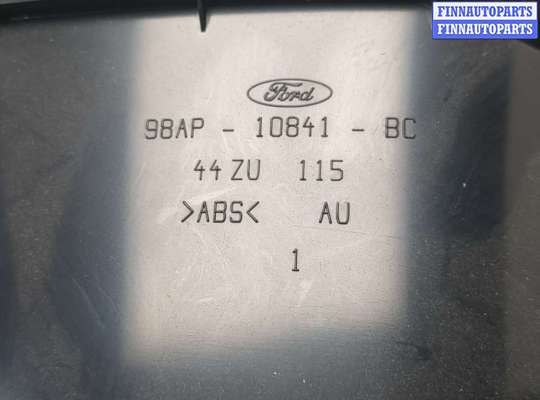 FINNAUTOPARTS
FINNAUTOPARTS
Ford
98AP - 10841 - BC
44 ZU 115
>ABS< AU
1